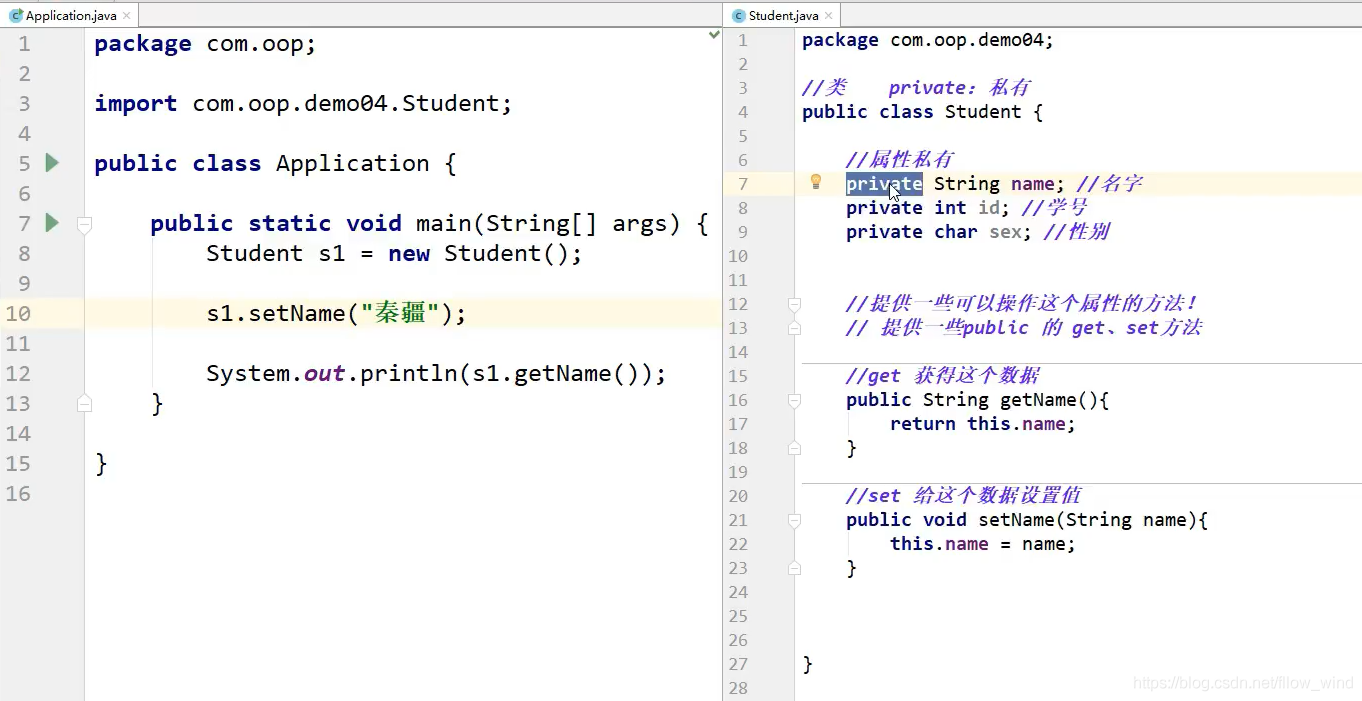 Application.java
1 package com.oop;
2
3 import com.oop.demo04.Student;
4
5 public class Application {
6
7 public static void main(String[] args) {
8 Student s1 = new Student();
9
10 s1.setName("秦疆");
11
12 System.out.println(s1.getName());
13 }
14
15 }
16
Student.java
1 package com.oop.demo04;
2
3 //类 private：私有
4 public class Student {
5
6 //属性私有
7 private String name; //名字
8 private int id; //学号
9 private char sex; //性别
10
11
12 //提供一些可以操作这个属性的方法！
13 // 提供一些public 的 get、set方法
14
15 //get 获得这个数据
16 public String getName(){
17 return this.name;
18 }
19
20 //set 给这个数据设置值
21 public void setName(String name){
22 this.name = name;
23 }
24
25
26
27 }
28
https://blog.csdn.net/fllow_wind